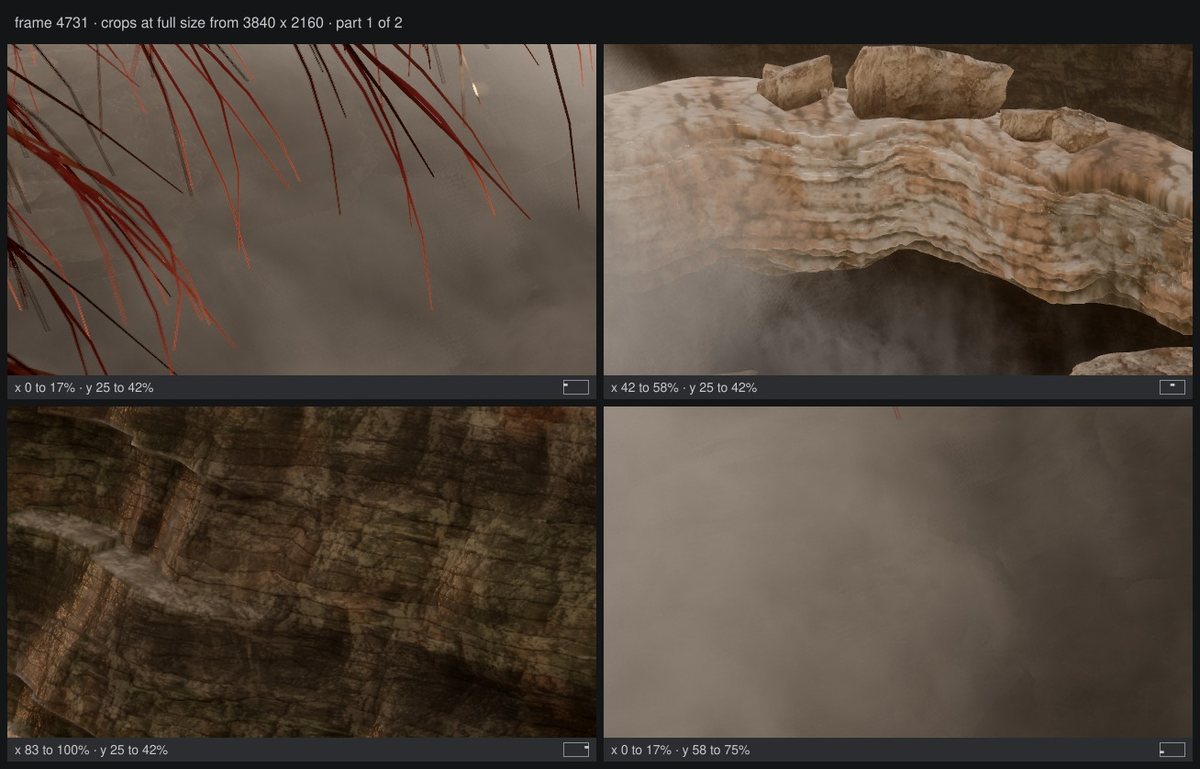 frame 4731 · crops at full size from 3840 x 2160 · part 1 of 2
x 0 to 17% · y 25 to 42%
x 42 to 58% · y 25 to 42%
x 83 to 100% · y 25 to 42%
x 0 to 17% · y 58 to 75%